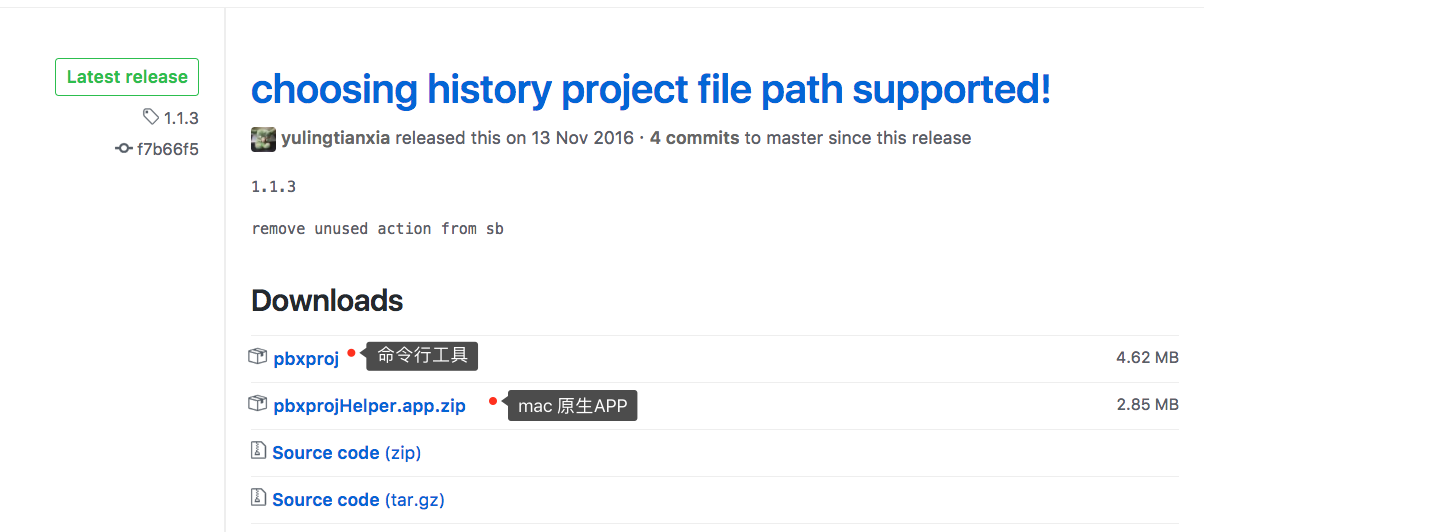 Latest release
1.1.3
f7b66f5
choosing history project file path supported!
yulingtianxia released this on 13 Nov 2016 · 4 commits to master since this release
1.1.3
remove unused action from sb
Downloads
pbxproj 命令行工具 4.62 MB
pbxprojHelper.app.zip mac 原生APP 2.85 MB
Source code (zip)
Source code (tar.gz)